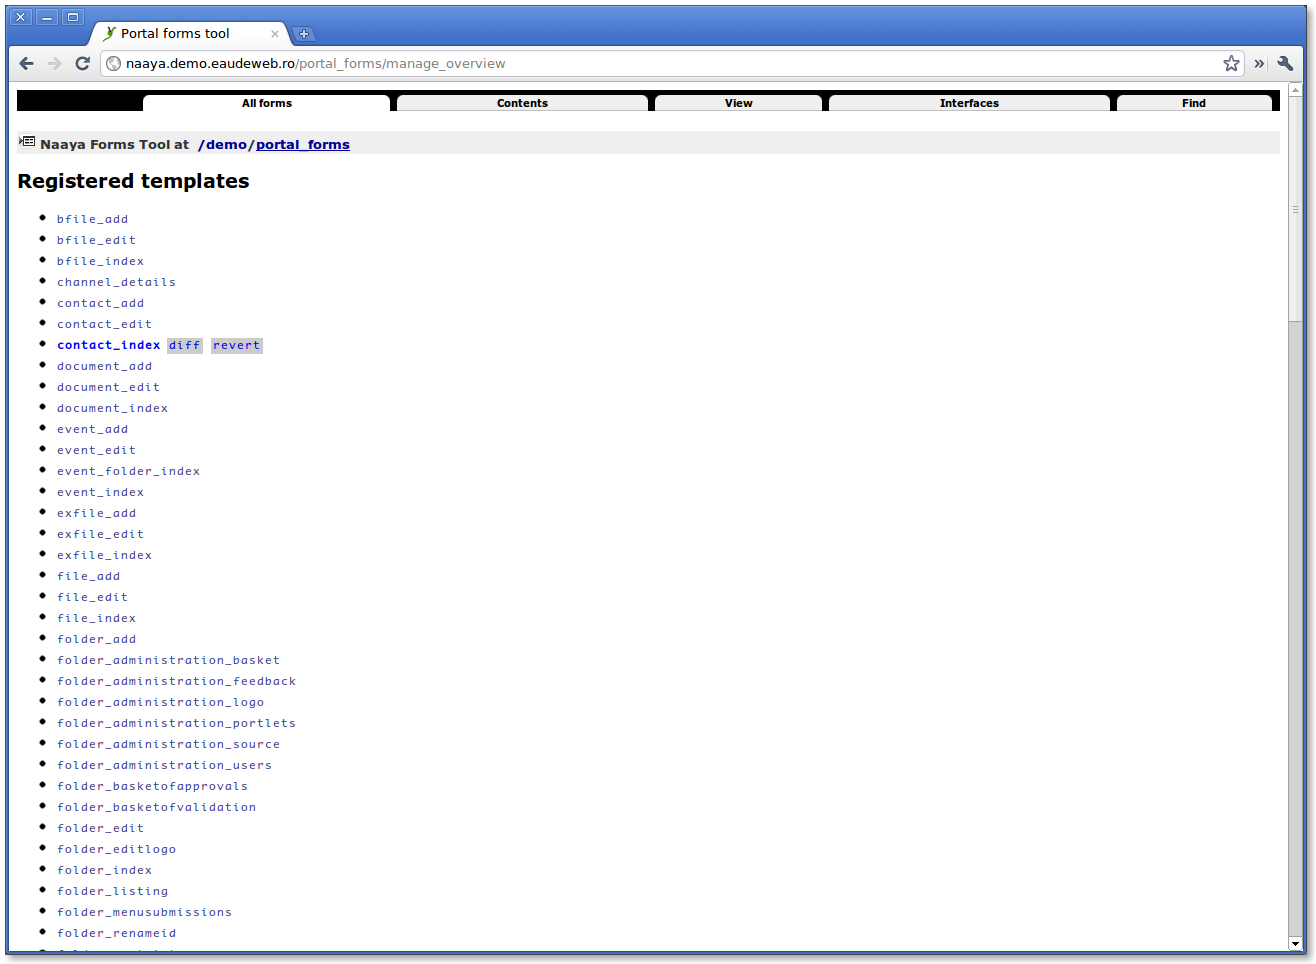 Portal forms tool
naaya.demo.eaudeweb.ro/portal_forms/manage_overview
All forms Contents View Interfaces Find
Naaya Forms Tool at /demo/portal_forms
Registered templates
bfile_add
bfile_edit
bfile_index
channel_details
contact_add
contact_edit
contact_index diff revert
document_add
document_edit
document_index
event_add
event_edit
event_folder_index
event_index
exfile_add
exfile_edit
exfile_index
file_add
file_edit
file_index
folder_add
folder_administration_basket
folder_administration_feedback
folder_administration_logo
folder_administration_portlets
folder_administration_source
folder_administration_users
folder_basketofapprovals
folder_basketofvalidation
folder_edit
folder_editlogo
folder_index
folder_listing
folder_menusubmissions
folder_renameid